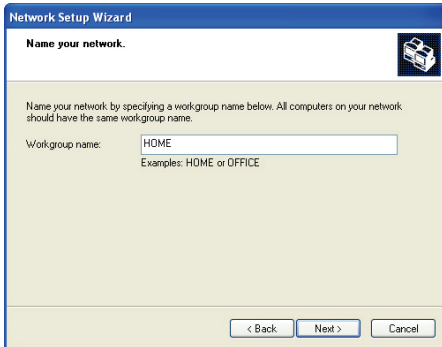 Network Setup Wizard
Name your network.
Name your network by specifying a workgroup name below. All computers on your network
should have the same workgroup name.
Workgroup name: HOME
Examples: HOME or OFFICE
< Back Next > Cancel